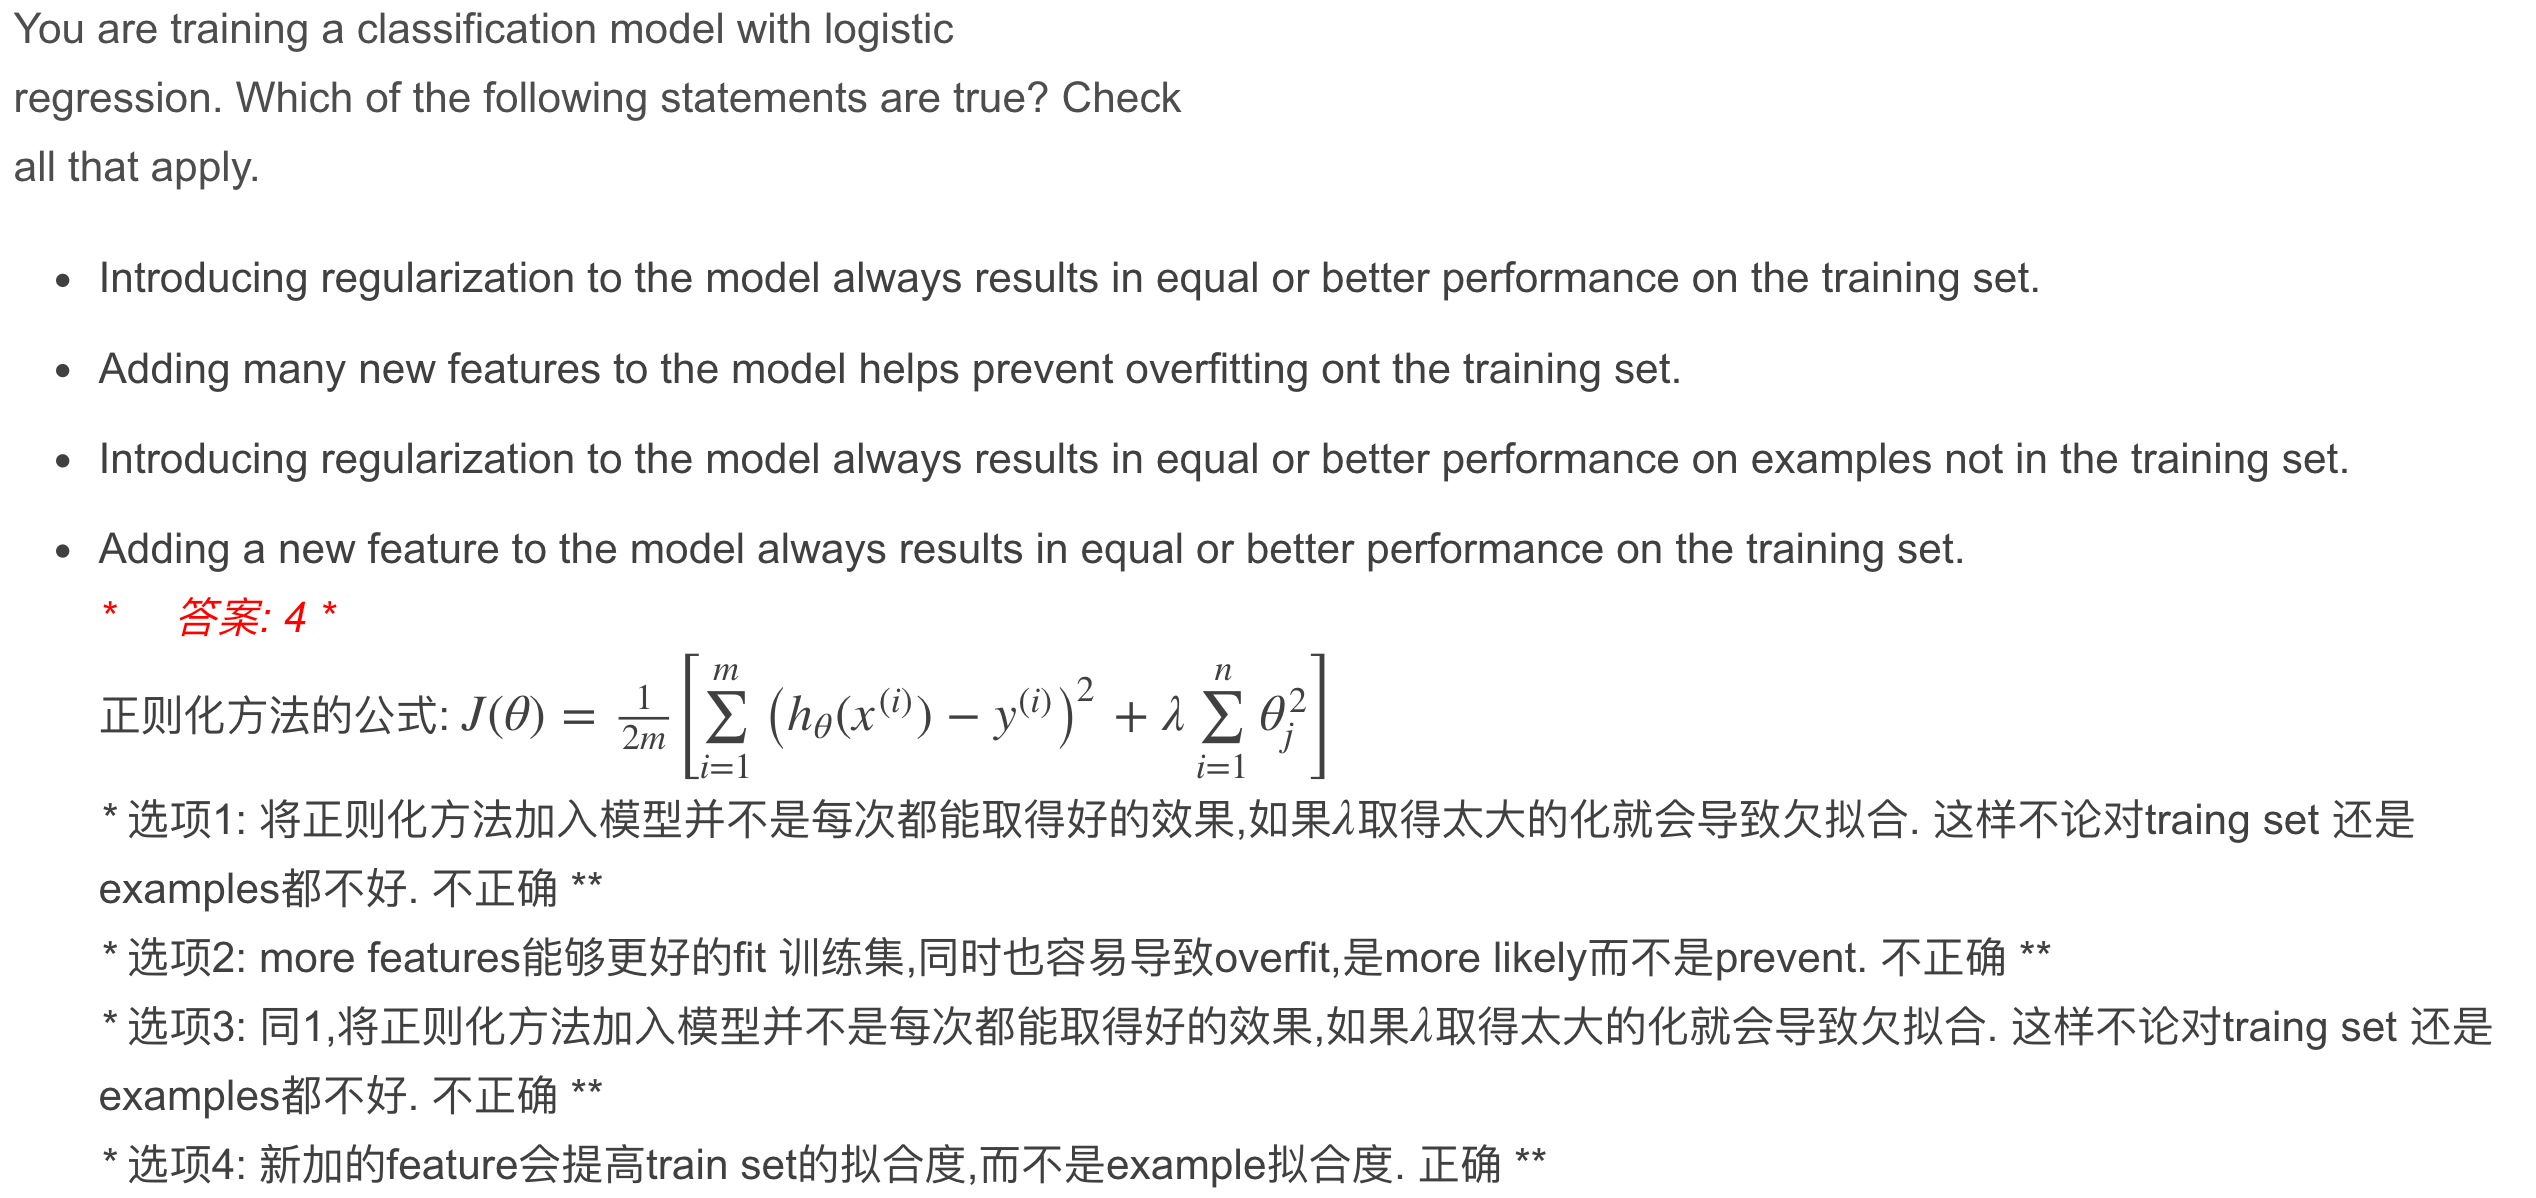 You are training a classification model with logistic
regression. Which of the following statements are true? Check
all that apply.
• Introducing regularization to the model always results in equal or better performance on the training set.
• Adding many new features to the model helps prevent overfitting ont the training set.
• Introducing regularization to the model always results in equal or better performance on examples not in the training set.
• Adding a new feature to the model always results in equal or better performance on the training set.
* 答案: 4 *
正则化方法的公式: J(θ) = \frac{1}{2m} \left[ \sum_{i=1}^{m} (h_θ(x^{(i)}) − y^{(i)})^2 + λ \sum_{i=1}^{n} θ_j^2 \right]
* 选项1: 将正则化方法加入模型并不是每次都能取得好的效果,如果λ取得太大的化就会导致欠拟合. 这样不论对traing set 还是
examples都不好. 不正确 **
* 选项2: more features能够更好的fit 训练集,同时也容易导致overfit,是more likely而不是prevent. 不正确 **
* 选项3: 同1,将正则化方法加入模型并不是每次都能取得好的效果,如果λ取得太大的化就会导致欠拟合. 这样不论对traing set 还是
examples都不好. 不正确 **
* 选项4: 新加的feature会提高train set的拟合度,而不是example拟合度. 正确 **